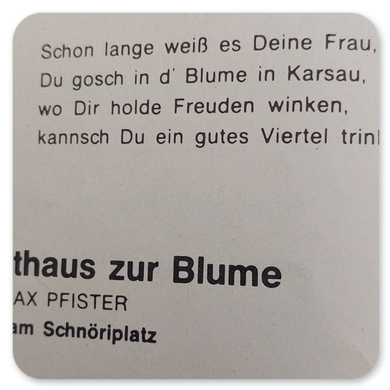 Schon lange weiß es Deine Frau,
Du gosch in d' Blume in Karsau,
wo Dir holde Freuden winken,
kannsch Du ein gutes Viertel trinl
thaus zur Blume
AX PFISTER
am Schnöriplatz